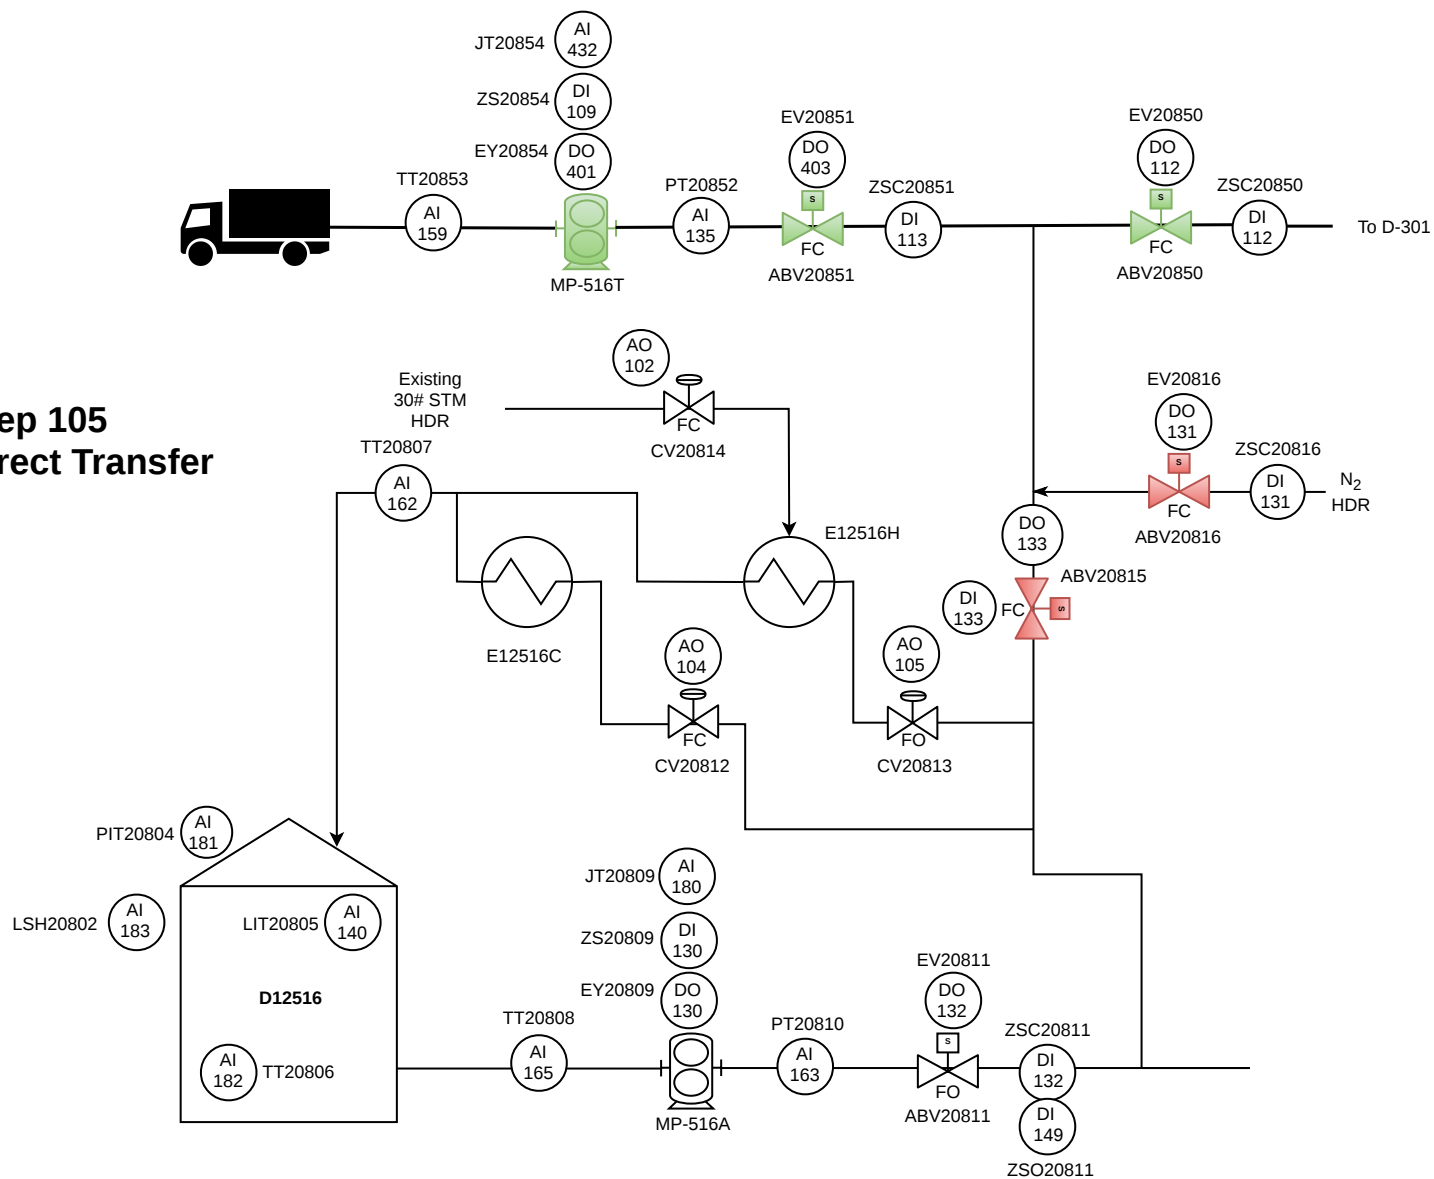 AI
432
JT20854
DI
109
ZS20854
DO
401
EY20854
TT20853
AI
159
MP-516T
PT20852
AI
135
EV20851
DO
403
s
FC
ABV20851
ZSC20851
DI
113
EV20850
DO
112
s
FC
ABV20850
ZSC20850
DI
112
To D-301
AO
102
FC
CV20814
Existing
30# STM
HDR
ep 105
rect Transfer
TT20807
AI
162
E12516C
E12516H
EV20816
DO
131
s
FC
ABV20816
ZSC20816
DI
131
N2
HDR
DO
133
ABV20815
DI
133
FC
s
AO
104
FC
CV20812
AO
105
FO
CV20813
PIT20804
AI
181
LSH20802
AI
183
LIT20805
AI
140
D12516
AI
182
TT20806
TT20808
AI
165
JT20809
AI
180
ZS20809
DI
130
EY20809
DO
130
MP-516A
PT20810
AI
163
EV20811
DO
132
s
FO
ABV20811
ZSC20811
DI
132
DI
149
ZSO20811